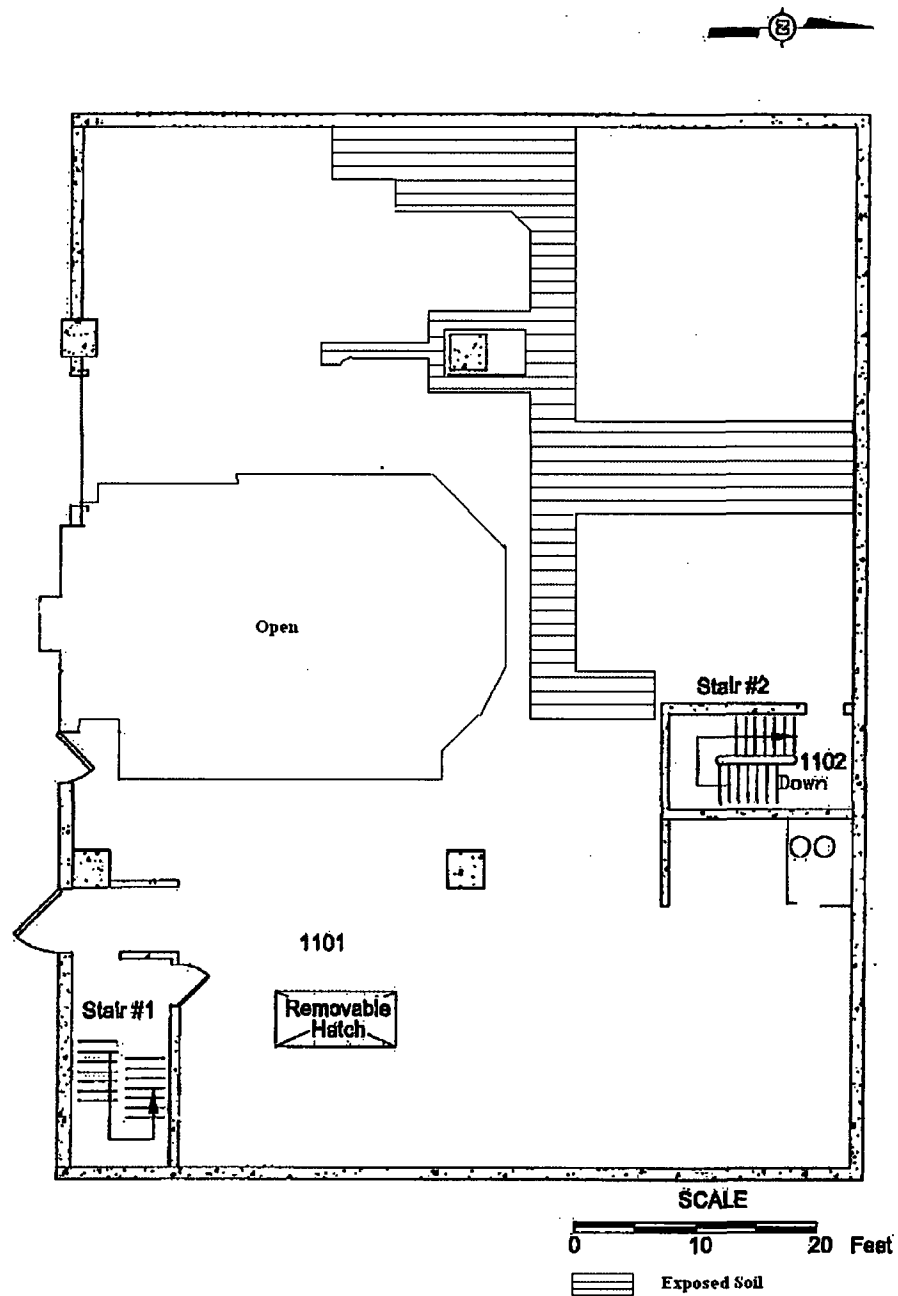 N
Open
Stair #2
1102
Down
1101
Removable
Hatch
Stair #1
SCALE
0 10 20 Feet
Exposed Soil